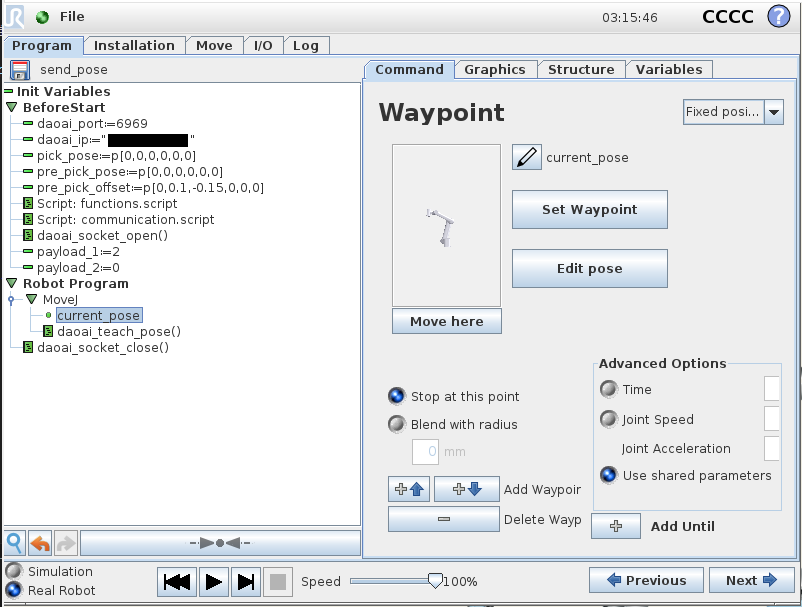 File
03:15:46
CCCC
?
Program Installation Move I/O Log
send_pose
Command Graphics Structure Variables
Init Variables
BeforeStart
daoai_port:=6969
daoai_ip:=" "
pick_pose:=p[0,0,0,0,0,0]
pre_pick_pose:=p[0,0,0,0,0,0]
pre_pick_offset:=p[0,0.1,-0.15,0,0,0]
Script: functions.script
Script: communication.script
daoai_socket_open()
payload_1:=2
payload_2:=0
Robot Program
MoveJ
current_pose
daoai_teach_pose()
daoai_socket_close()
Waypoint
Fixed posi...
current_pose
Set Waypoint
Edit pose
Move here
Stop at this point
Blend with radius
0 mm
Add Waypoir
Delete Wayp
Advanced Options
Time
Joint Speed
Joint Acceleration
Use shared parameters
Add Until
Simulation
Real Robot
Speed 100%
Previous
Next